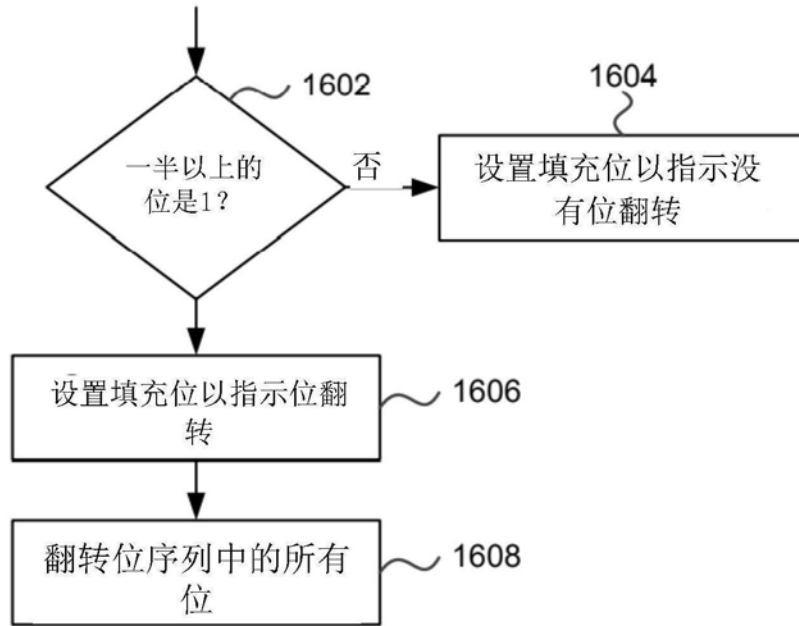 1602
一半以上的
位是1?
否
1604
设置填充位以指示没
有位翻转
设置填充位以指示位翻
转
1606
翻转位序列中的所有
位
1608